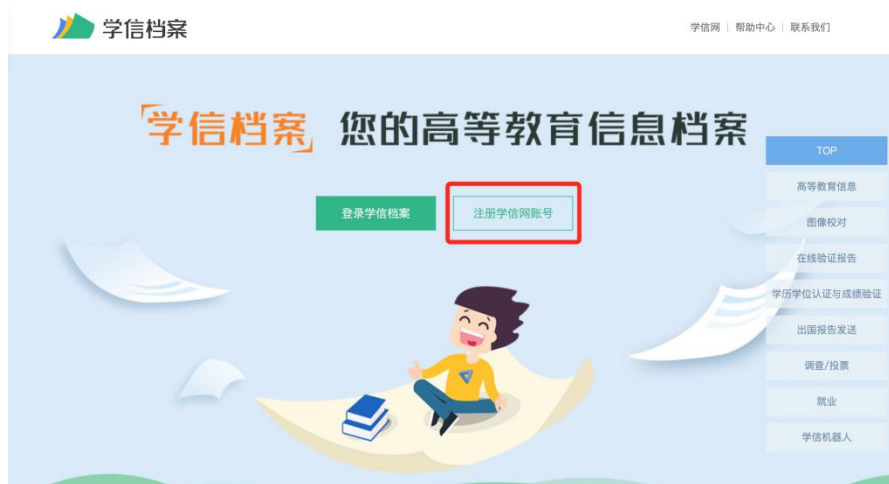 学信档案
学信网 | 帮助中心 | 联系我们
学信档案 您的高等教育信息档案
登录学信档案
注册学信网账号
TOP
高等教育信息
图像校对
在线验证报告
学历学位认证与成绩验证
出国报告发送
调查/投票
就业
学信机器人